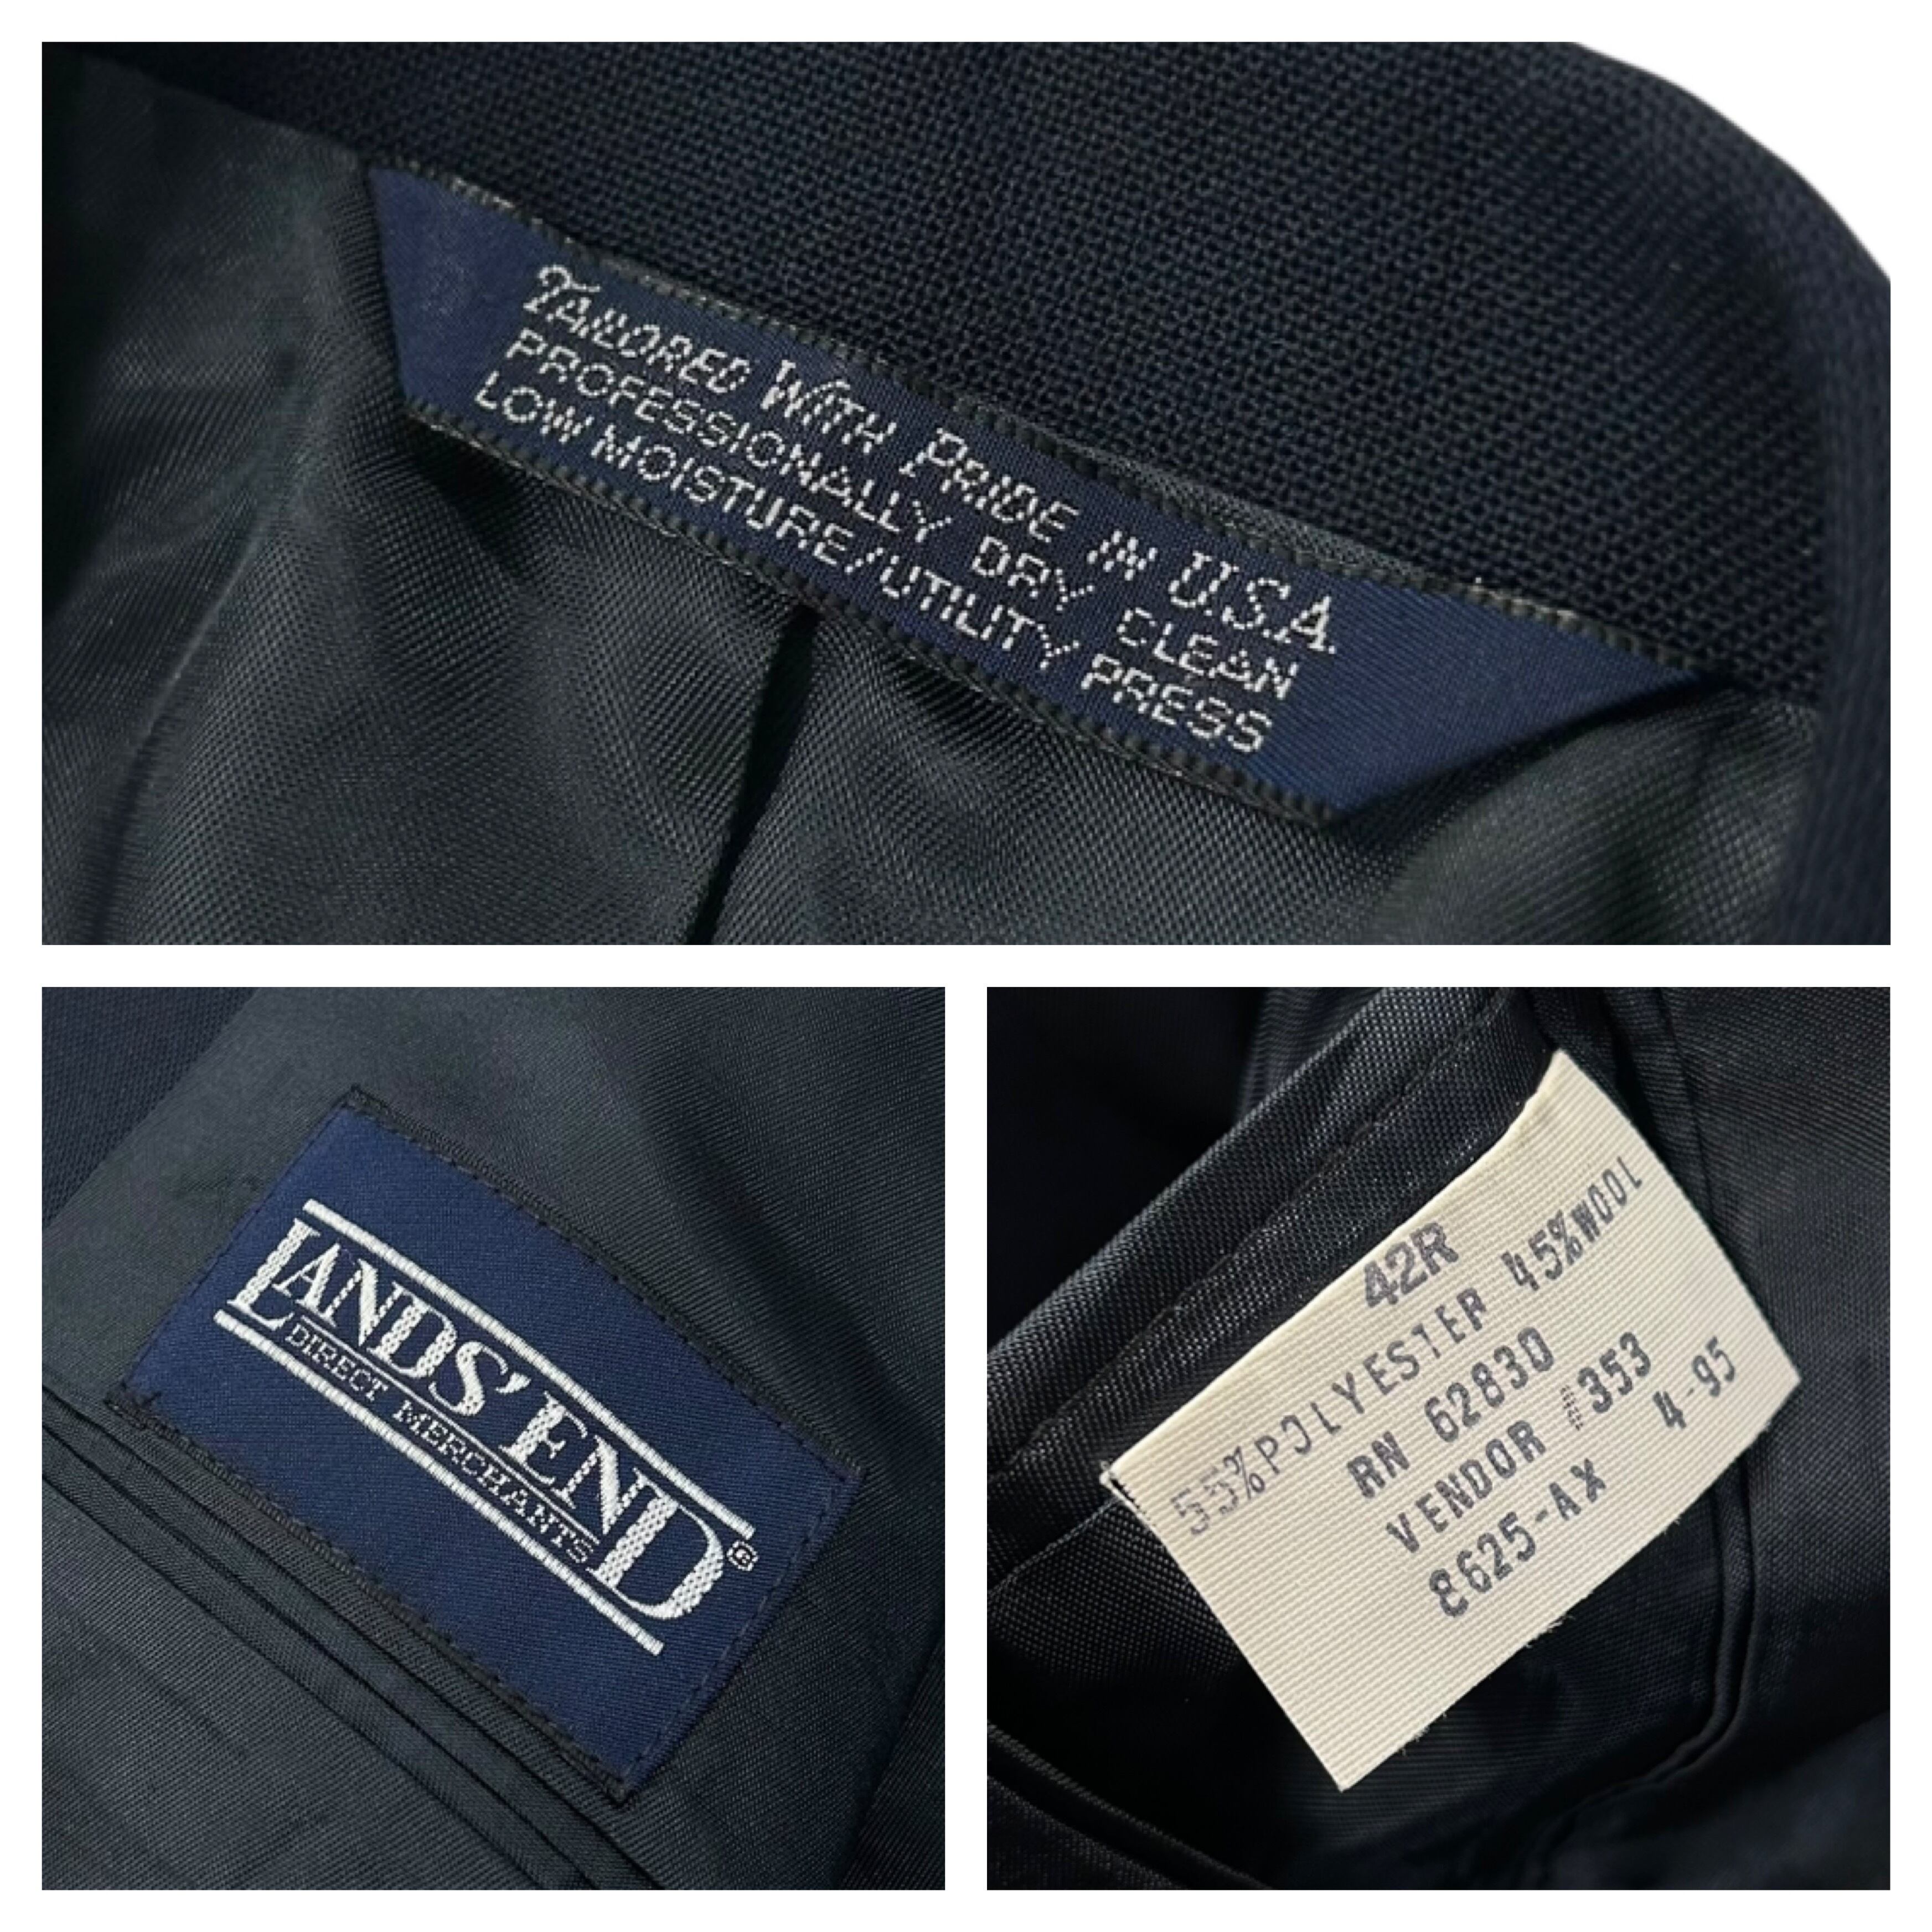 TAILORED WITH PRIDE IN U.S.A.
PROFESSIONALLY DRY CLEAN
LOW MOISTURE/UTILITY PRESS
LANDS' END®
DIRECT MERCHANTS
42R
55%POLYESTER 45%WOOL
RN 62830
VENDOR #353
8625-AX 4-95